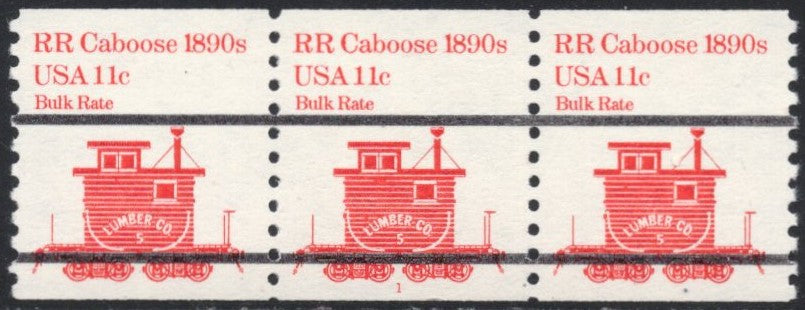 RR Caboose 1890s RR Caboose 1890s RR Caboose 1890s
USA 11c USA 11c USA 11c
Bulk Rate Bulk Rate Bulk Rate
LUMBER·CO. LUMBER·CO. LUMBER·CO.
5 5 5
1